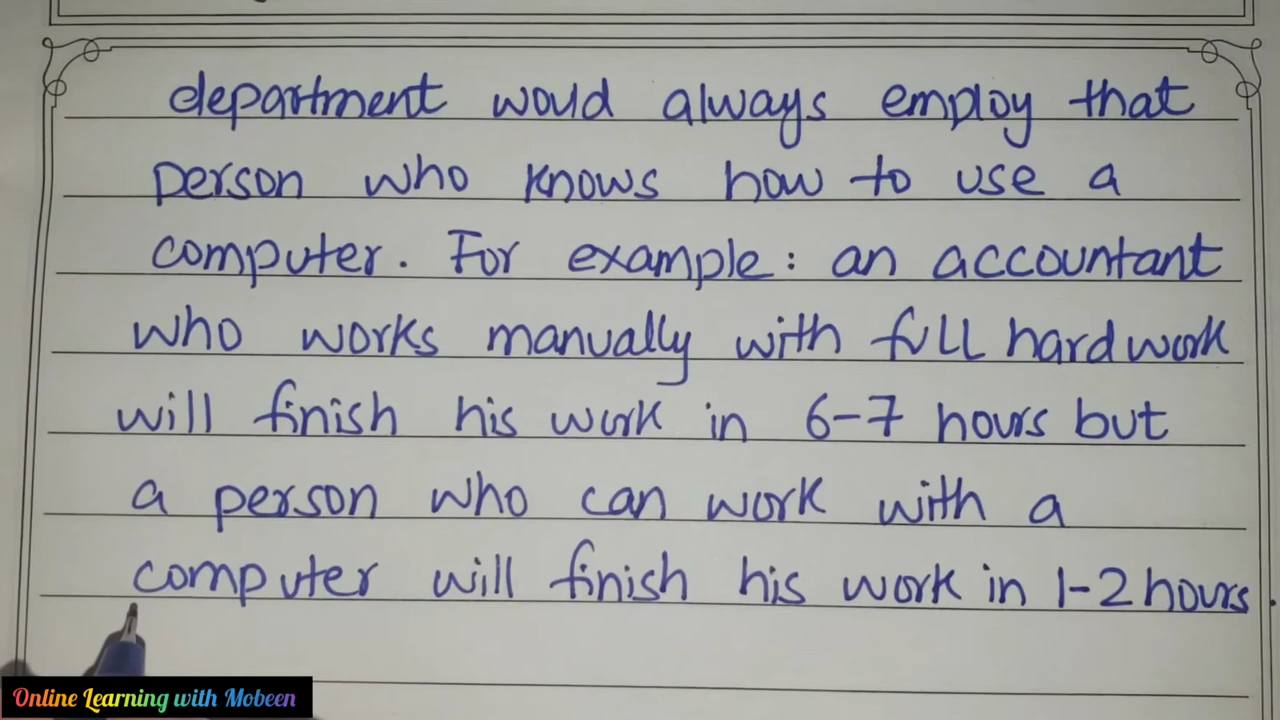 department would always employ that
person who knows how to use a
computer. For example: an accountant
who works manually with full hardwork
will finish his work in 6-7 hours but
a person who can work with a
computer will finish his work in 1-2 hours.
Online Learning with Mobeen